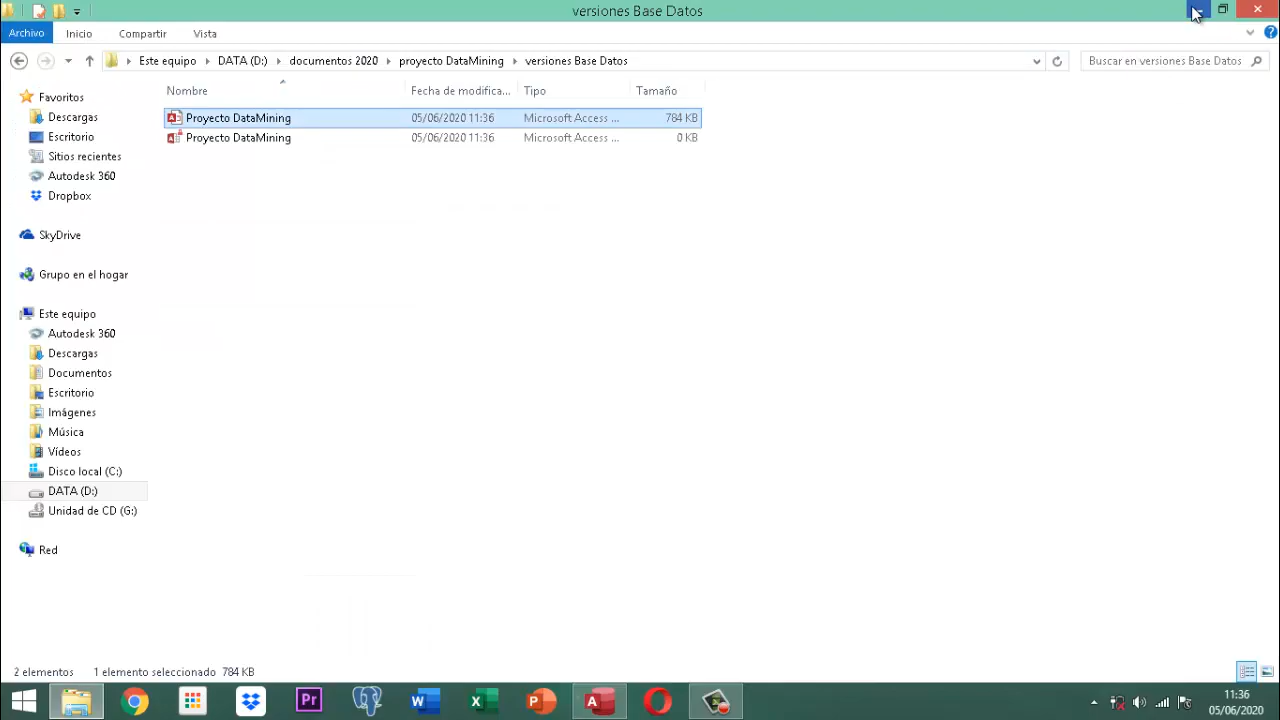 versiones Base Datos
Archivo Inicio Compartir Vista
Este equipo DATA (D:) documentos 2020 proyecto DataMining versiones Base Datos Buscar en versiones Base Datos
Nombre Fecha de modifica... Tipo Tamaño
Proyecto DataMining 05/06/2020 11:36 Microsoft Access ... 784 KB
Proyecto DataMining 05/06/2020 11:36 Microsoft Access ... 0 KB
Favoritos
Descargas
Escritorio
Sitios recientes
Autodesk 360
Dropbox
SkyDrive
Grupo en el hogar
Este equipo
Autodesk 360
Descargas
Documentos
Escritorio
Imágenes
Música
Vídeos
Disco local (C:)
DATA (D:)
Unidad de CD (G:)
Red
2 elementos 1 elemento seleccionado 784 KB
Pr W X P A
11:36
05/06/2020